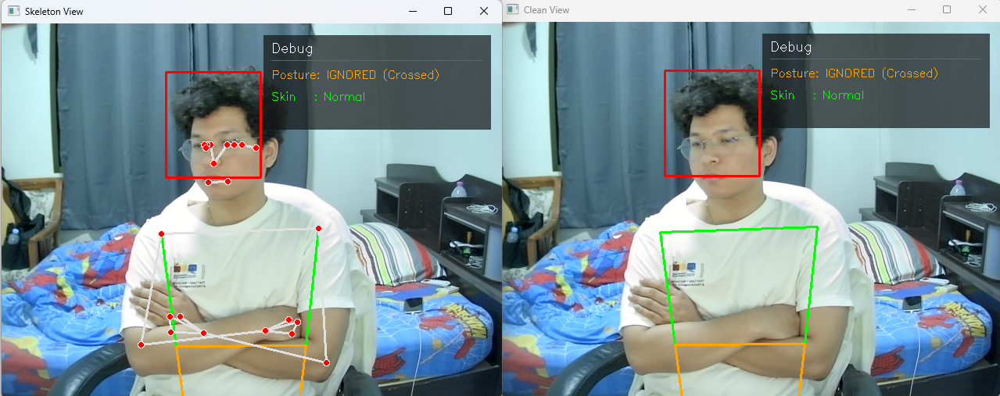 Skeleton View
Debug
Posture: IGNORED (Crossed)
Skin : Normal
Clean View
Debug
Posture: IGNORED (Crossed)
Skin : Normal